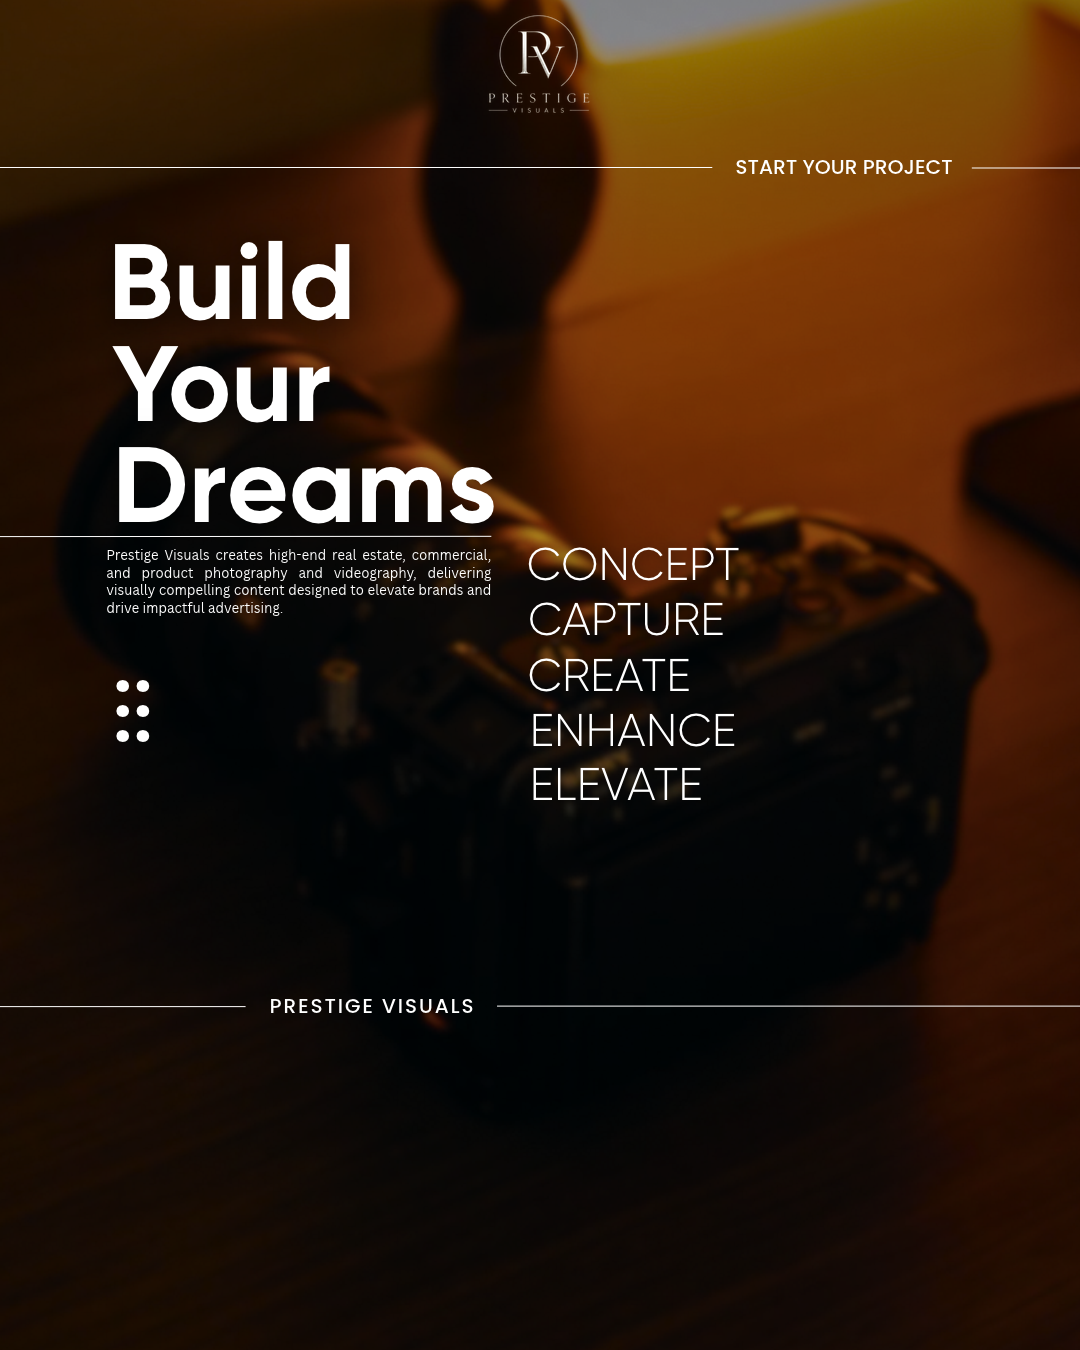 PRESTIGE
VISUALS
START YOUR PROJECT
Build
Your
Dreams
Prestige Visuals creates high-end real estate, commercial,
and product photography and videography, delivering
visually compelling content designed to elevate brands and
drive impactful advertising.
CONCEPT
CAPTURE
CREATE
ENHANCE
ELEVATE
PRESTIGE VISUALS